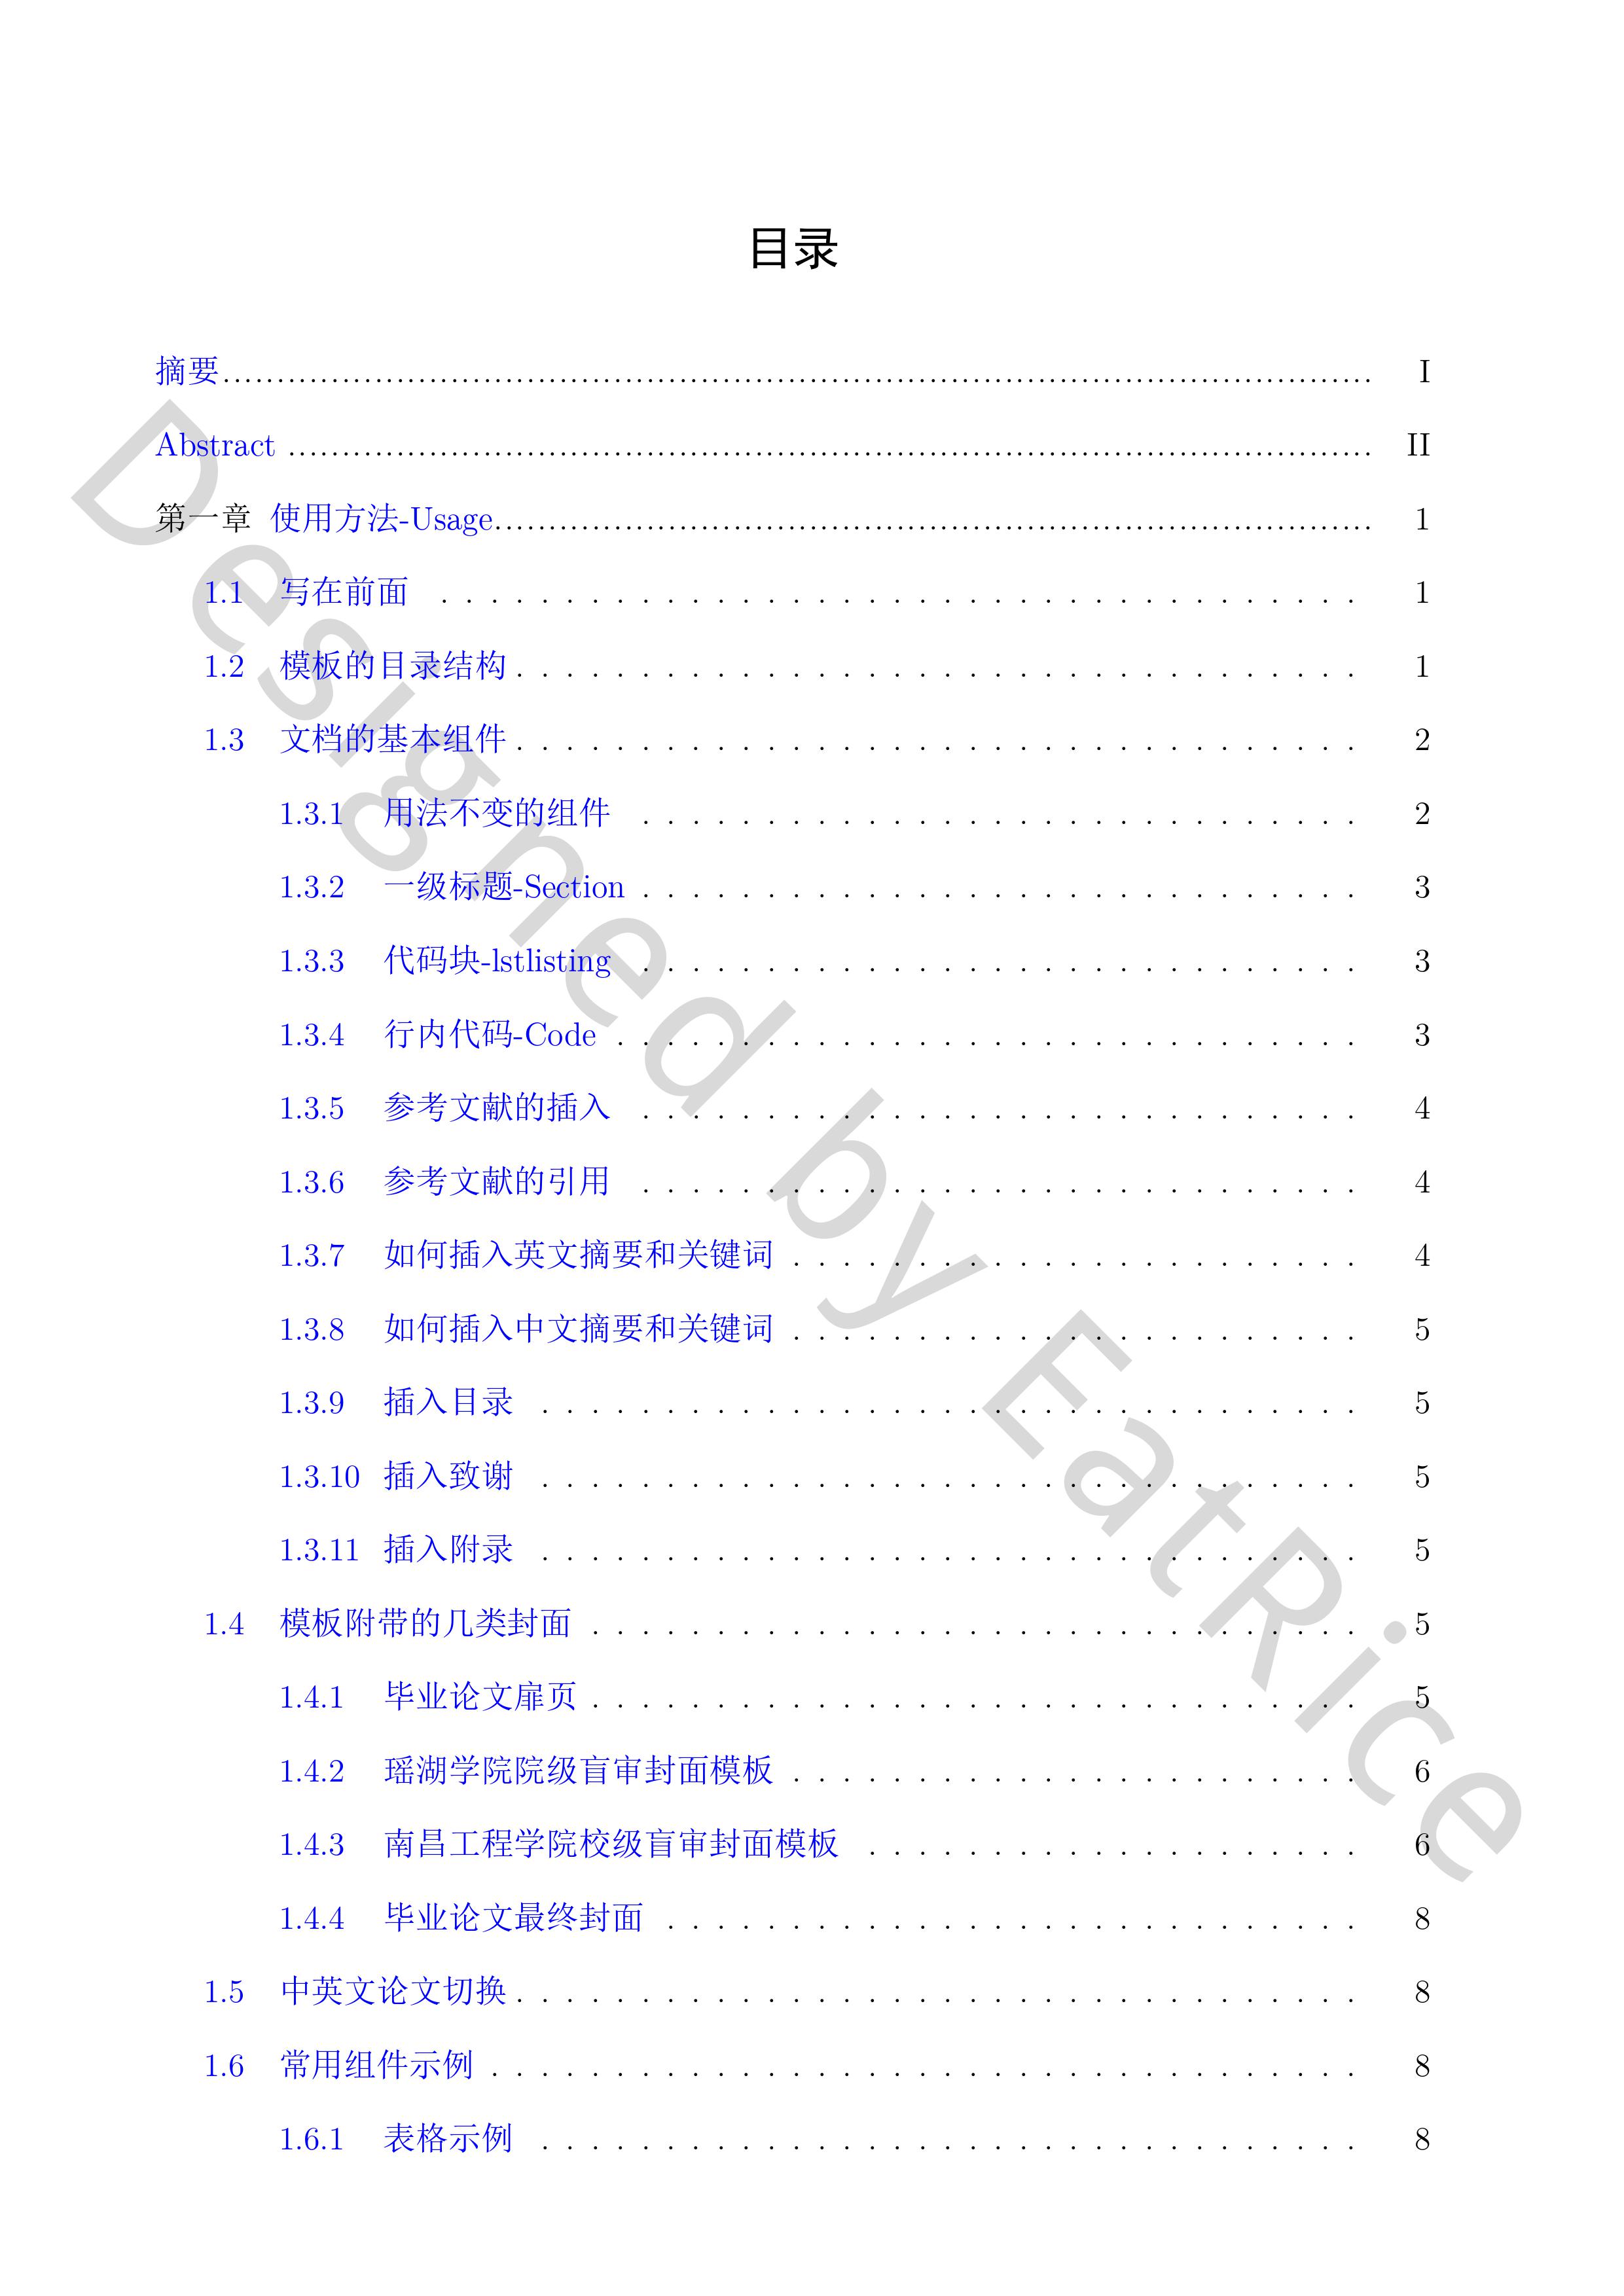 目录
摘要 I
Abstract II
第一章 使用方法-Usage 1
1.1 写在前面 1
1.2 模板的目录结构 1
1.3 文档的基本组件 2
1.3.1 用法不变的组件 2
1.3.2 一级标题-Section 3
1.3.3 代码块-lstlisting 3
1.3.4 行内代码-Code 3
1.3.5 参考文献的插入 4
1.3.6 参考文献的引用 4
1.3.7 如何插入英文摘要和关键词 4
1.3.8 如何插入中文摘要和关键词 5
1.3.9 插入目录 5
1.3.10 插入致谢 5
1.3.11 插入附录 5
1.4 模板附带的几类封面 5
1.4.1 毕业论文扉页 5
1.4.2 瑶湖学院院级盲审封面模板 6
1.4.3 南昌工程学院校级盲审封面模板 6
1.4.4 毕业论文最终封面 8
1.5 中英文论文切换 8
1.6 常用组件示例 8
1.6.1 表格示例 8
Designed by EatRice